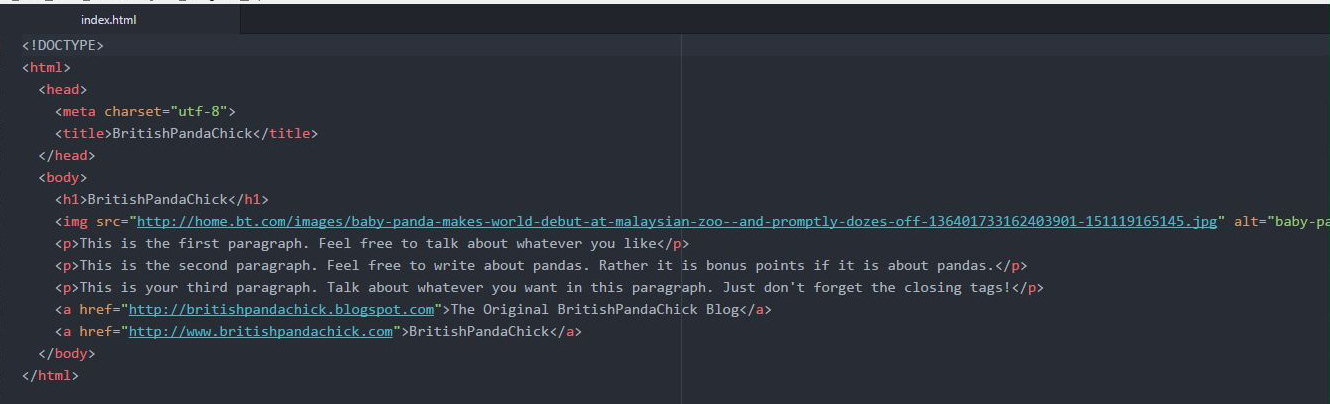 index.html
<!DOCTYPE>
<html>
<head>
<meta charset="utf-8">
<title>BritishPandaChick</title>
</head>
<body>
<h1>BritishPandaChick</h1>
<img src="http://home.bt.com/images/baby-panda-makes-world-debut-at-malaysian-zoo--and-promptly-dozes-off-136401733162403901-151119165145.jpg" alt="baby-pa
<p>This is the first paragraph. Feel free to talk about whatever you like</p>
<p>This is the second paragraph. Feel free to write about pandas. Rather it is bonus points if it is about pandas.</p>
<p>This is your third paragraph. Talk about whatever you want in this paragraph. Just don't forget the closing tags!</p>
<a href="http://britishpandachick.blogspot.com">The Original BritishPandaChick Blog</a>
<a href="http://www.britishpandachick.com">BritishPandaChick</a>
</body>
</html>